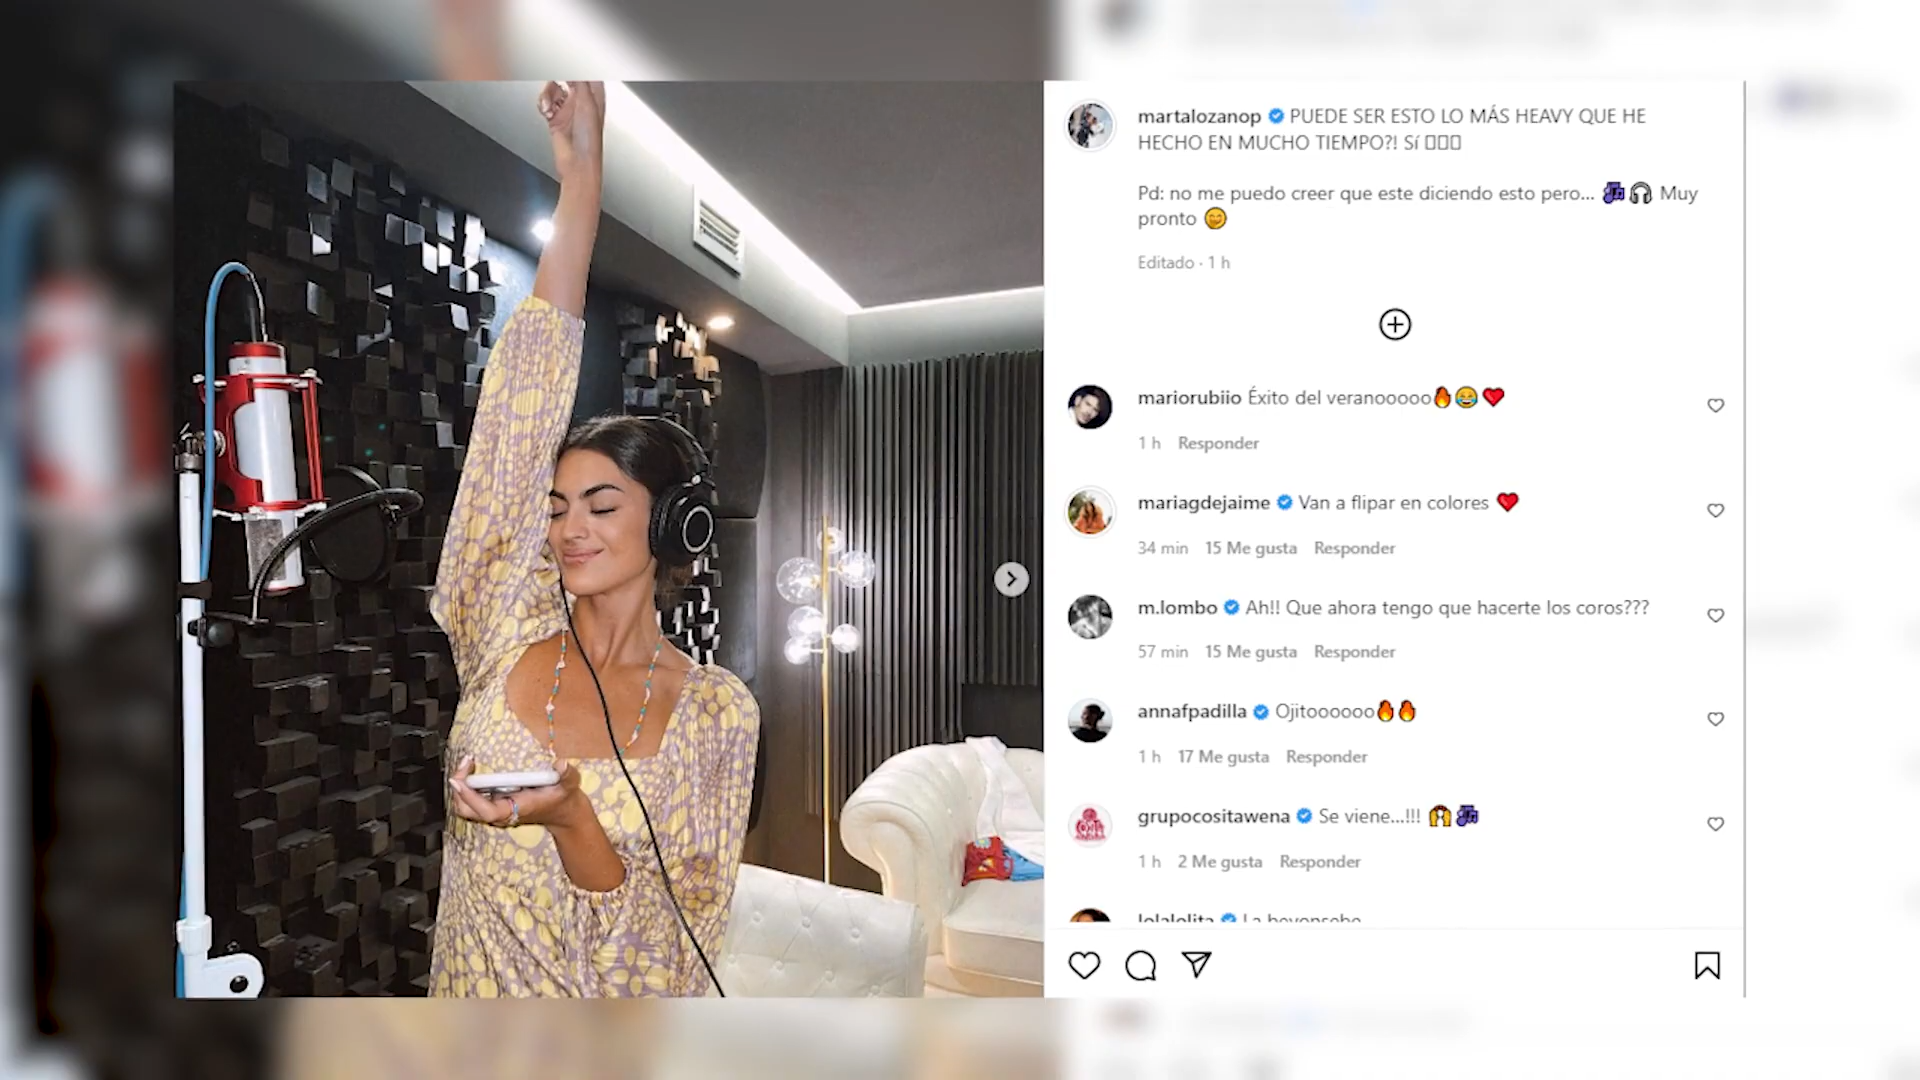 martalozanop PUEDE SER ESTO LO MÁS HEAVY QUE HE
HECHO EN MUCHO TIEMPO?! Sí
Pd: no me puedo creer que este diciendo esto pero... 🎶🎧 Muy
pronto 😊
Editado · 1 h
mariorubiio Éxito del veranooooo🔥😂❤️
1 h Responder
mariagdejaime Van a flipar en colores ❤️
34 min 15 Me gusta Responder
m.lombo Ah!! Que ahora tengo que hacerte los coros???
57 min 15 Me gusta Responder
annafpadilla Ojitoooooo🔥🔥
1 h 17 Me gusta Responder
grupocositawena Se viene...!!! 🙌🎶
1 h 2 Me gusta Responder
lolalolita La